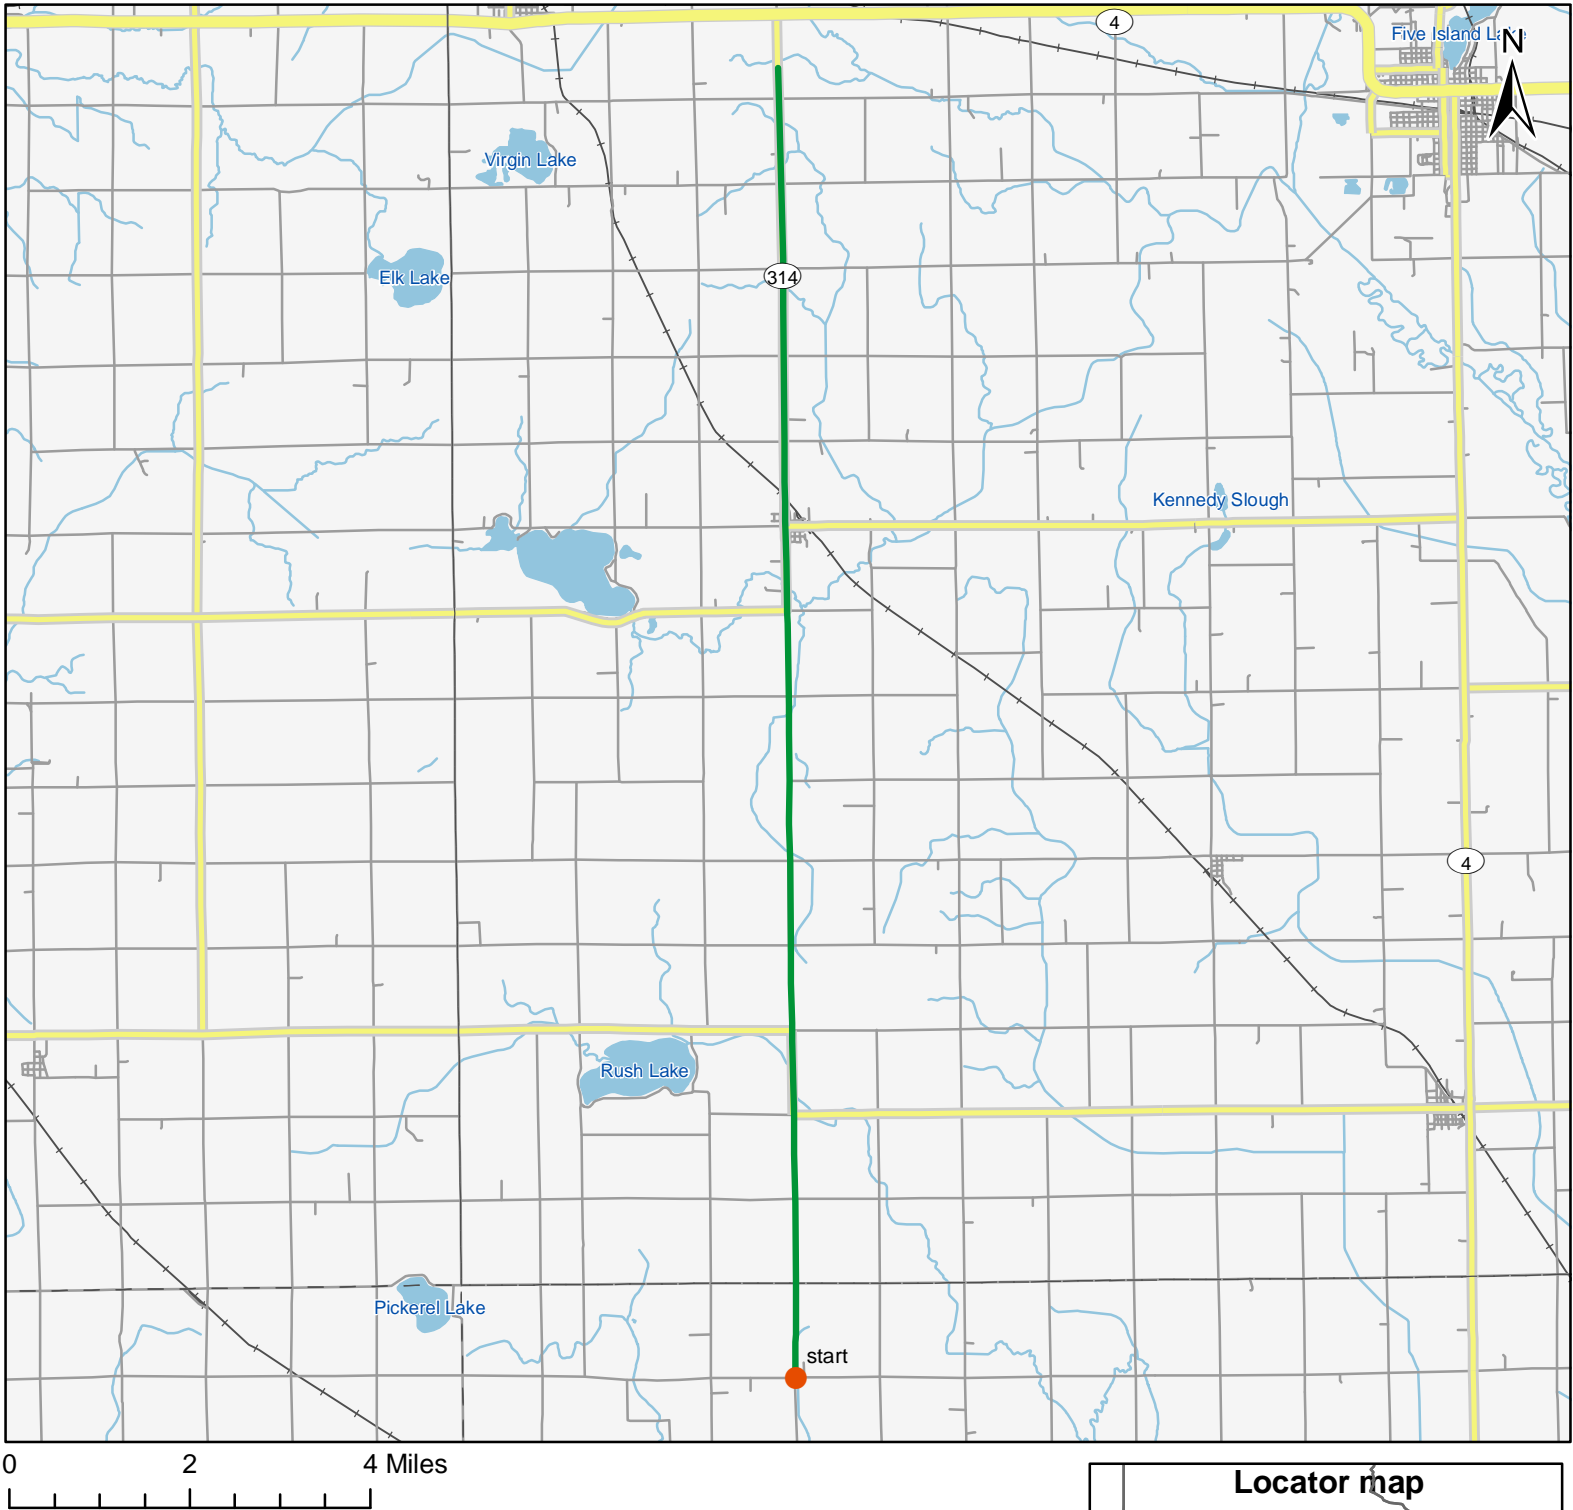 4
Five Island Lake
N
Virgin Lake
Elk Lake
314
Kennedy Slough
4
Rush Lake
Pickerel Lake
start
0 2 4 Miles
Locator map